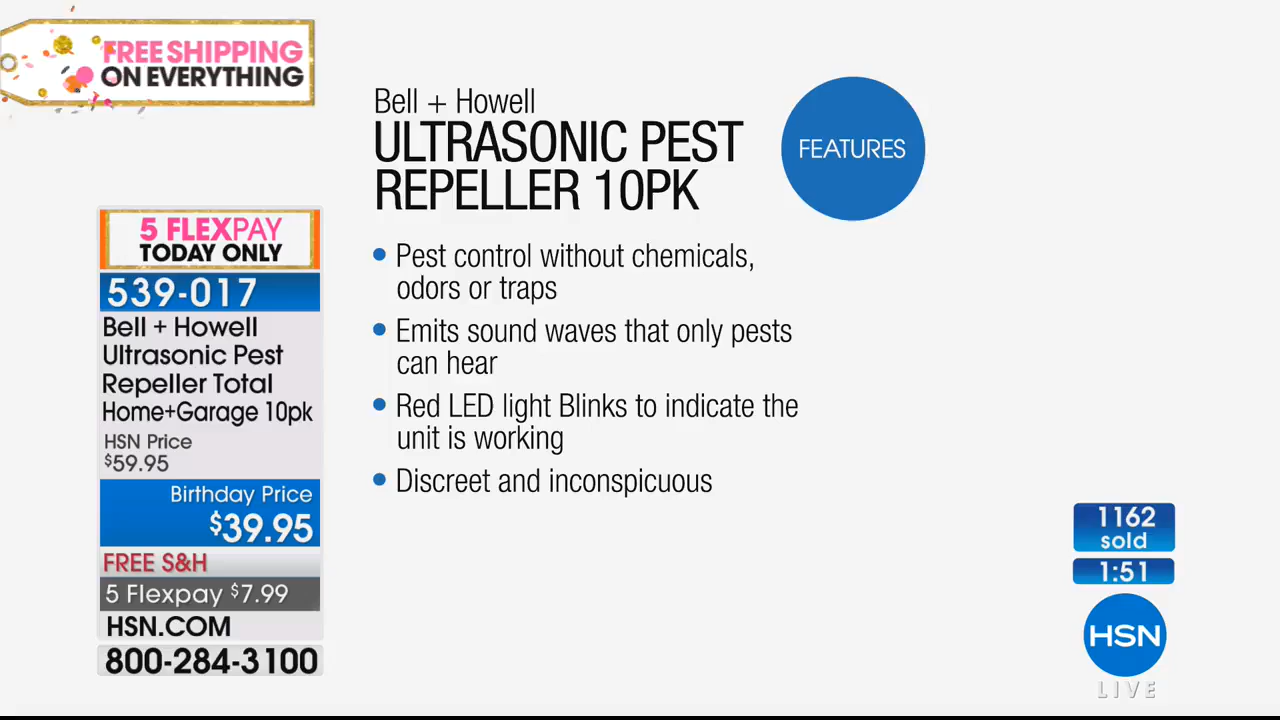 FREE SHIPPING
ON EVERYTHING
Bell + Howell
ULTRASONIC PEST
REPELLER 10PK
FEATURES
• Pest control without chemicals,
odors or traps
• Emits sound waves that only pests
can hear
• Red LED light Blinks to indicate the
unit is working
• Discreet and inconspicuous
5 FLEXPAY
TODAY ONLY
539-017
Bell + Howell
Ultrasonic Pest
Repeller Total
Home+Garage 10pk
HSN Price
$59.95
Birthday Price
$39.95
FREE S&H
5 Flexpay $7.99
HSN.COM
800-284-3100
1162
sold
1:51
HSN
LIVE